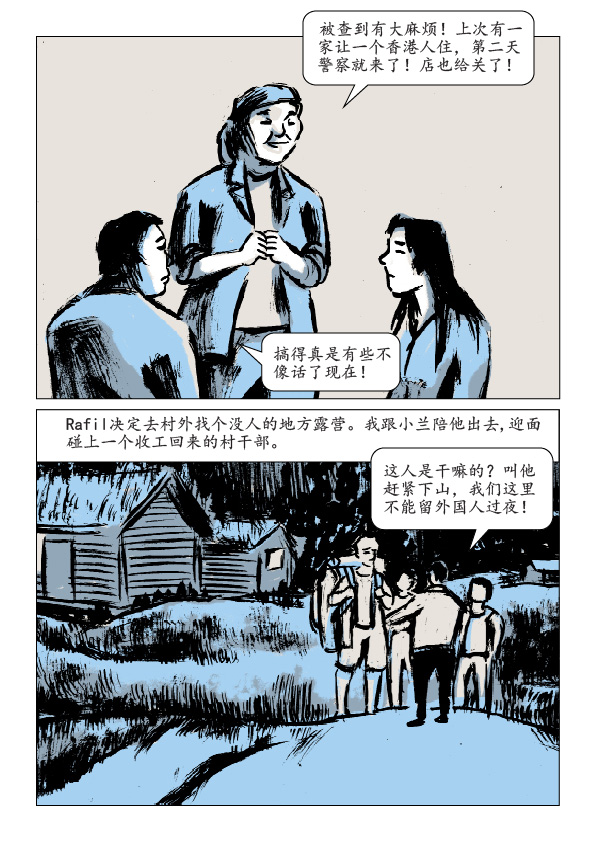 被查到有大麻烦！上次有一
家让一个香港人住，第二天
警察就来了！店也给关了！
搞得真是有些不
像话了现在！
Rafil决定去村外找个没人的地方露营。我跟小兰陪他出去,迎面
碰上一个收工回来的村干部。
这人是干嘛的？叫他
赶紧下山，我们这里
不能留外国人过夜！